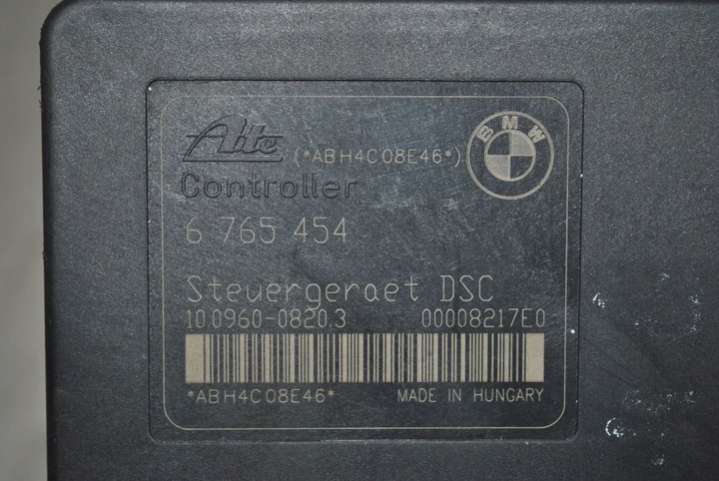 Ate (*ABH4C08E46*) BMW
Controller
6 765 454
Steuergeraet DSC
10.0960-0820.3 00008217E0
*ABH4C08E46* MADE IN HUNGARY